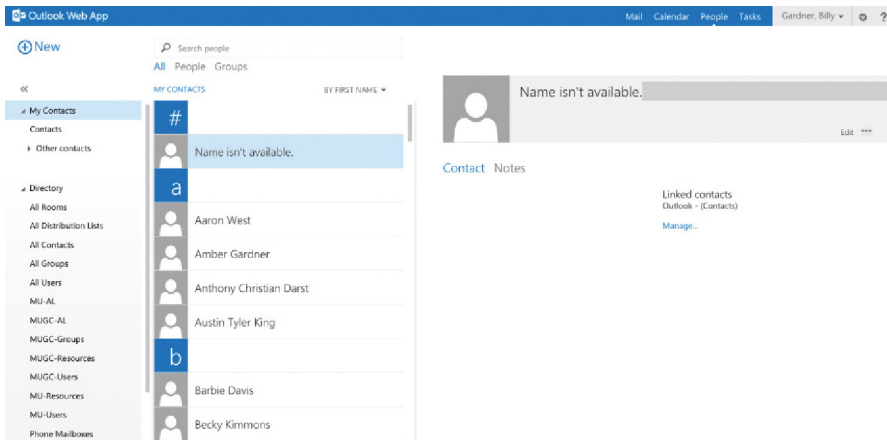 Outlook Web App
Mail Calendar People Tasks Gardner, Billy ?
New
Search people
All People Groups
MY CONTACTS BY FIRST NAME
My Contacts
Contacts
Other contacts
Directory
All Rooms
All Distribution Lists
All Contacts
All Groups
All Users
MU-AL
MUGC-AL
MUGC-Groups
MUGC-Resources
MUGC-Users
MU-Resources
MU-Users
Phone Mailboxes
#
Name isn't available.
a
Aaron West
Amber Gardner
Anthony Christian Darst
Austin Tyler King
b
Barbie Davis
Becky Kimmons
Name isn't available.
Edit ...
Contact Notes
Linked contacts
Outlook - (Contacts)
Manage...